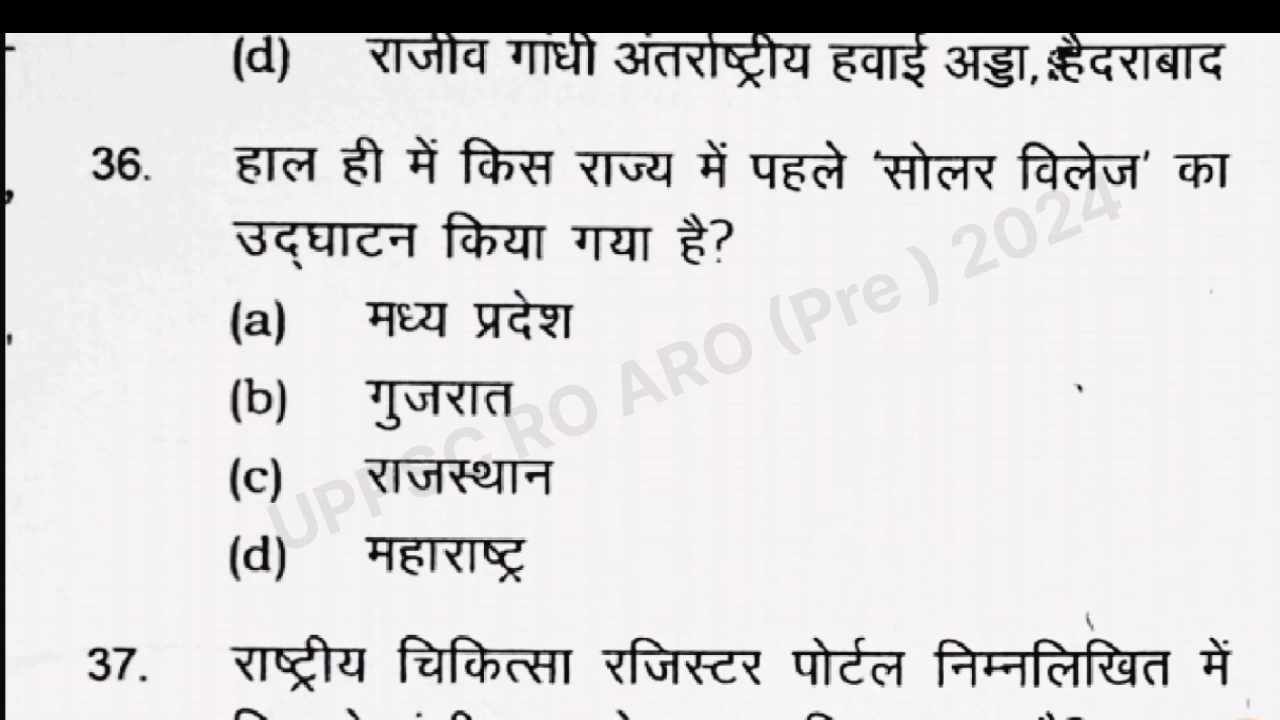 (d) राजीव गांधी अंतर्राष्ट्रीय हवाई अड्डा, हैदराबाद
36. हाल ही में किस राज्य में पहले 'सोलर विलेज' का
उद्घाटन किया गया है?
(a) मध्य प्रदेश
(b) गुजरात
(c) राजस्थान
(d) महाराष्ट्र
UPPSC RO ARO (Pre ) 2024
37. राष्ट्रीय चिकित्सा रजिस्टर पोर्टल निम्नलिखित में